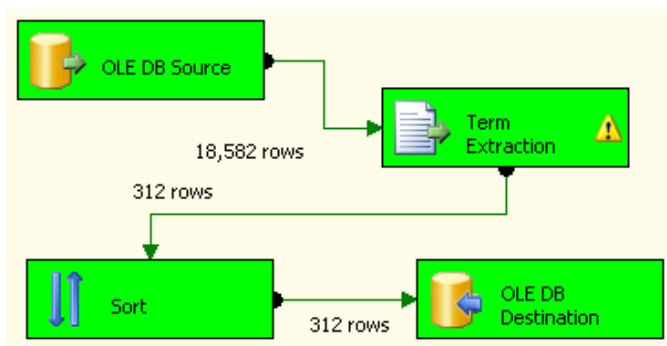 OLE DB Source
18,582 rows
Term
Extraction
312 rows
Sort
312 rows
OLE DB
Destination